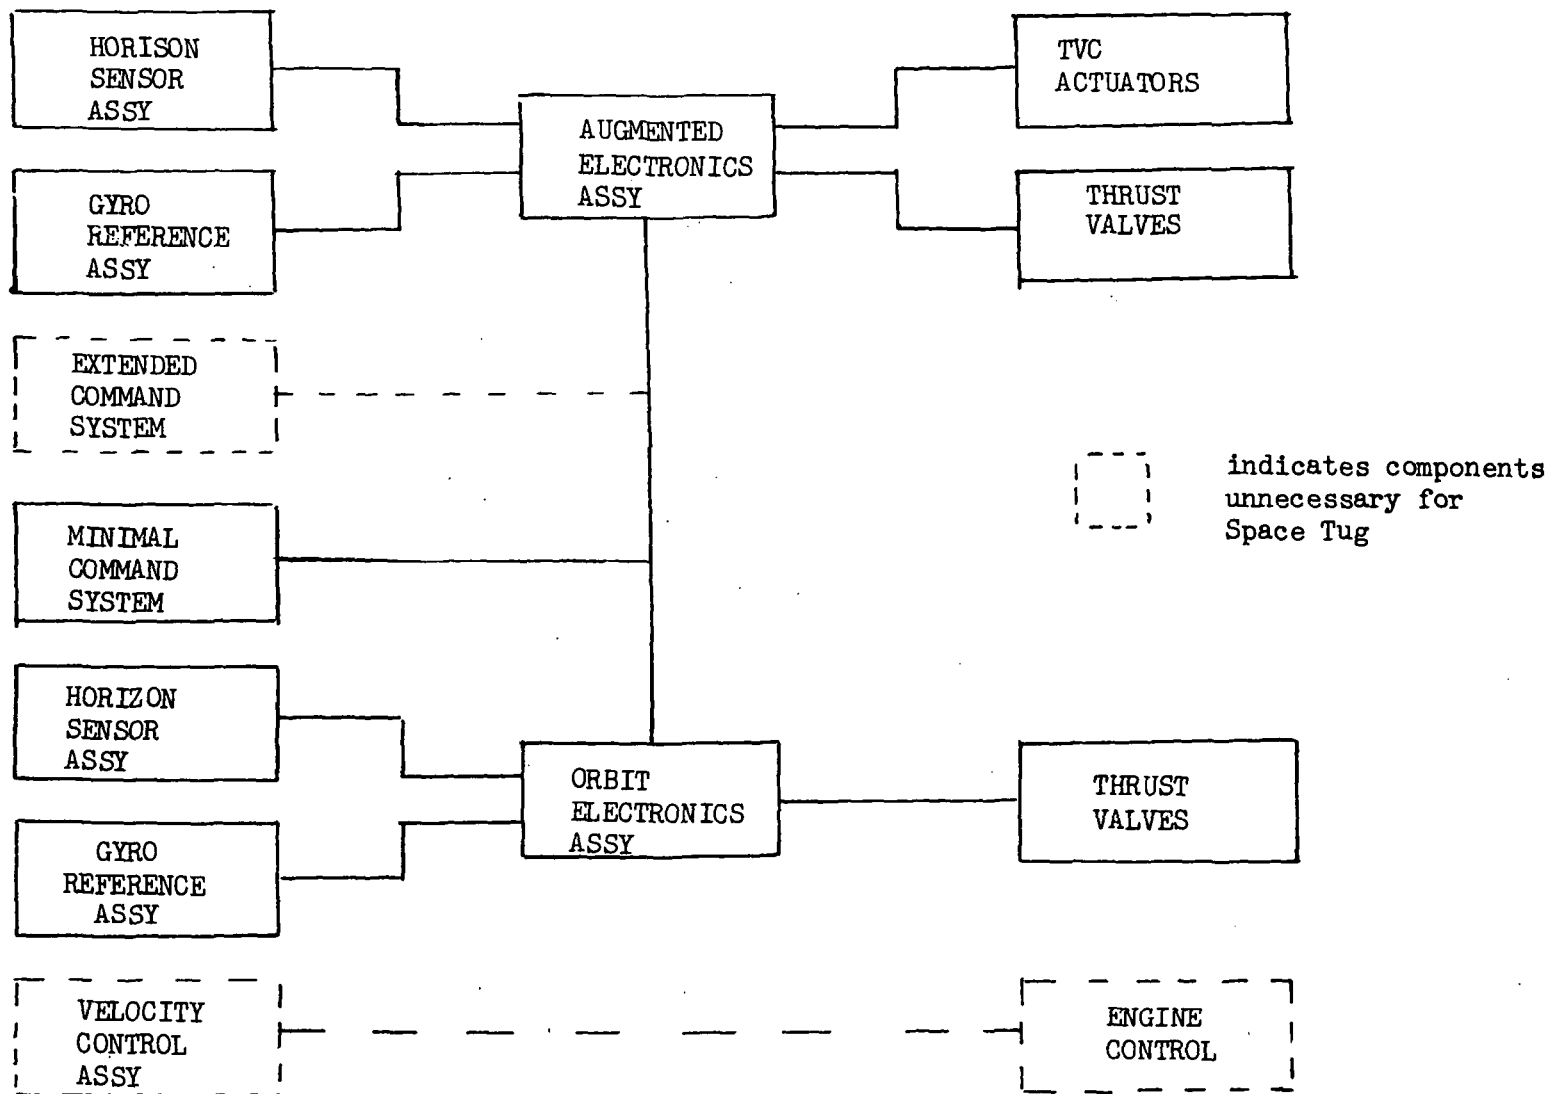 HORISON
SENSOR
ASSY
GYRO
REFERENCE
ASSY
EXTENDED
COMMAND
SYSTEM
MINIMAL
COMMAND
SYSTEM
HORIZON
SENSOR
ASSY
GYRO
REFERENCE
ASSY
VELOCITY
CONTROL
ASSY
AUGMENTED
ELECTRONICS
ASSY
ORBIT
ELECTRONICS
ASSY
TVC
ACTUATORS
THRUST
VALVES
indicates components
unnecessary for
Space Tug
THRUST
VALVES
ENGINE
CONTROL